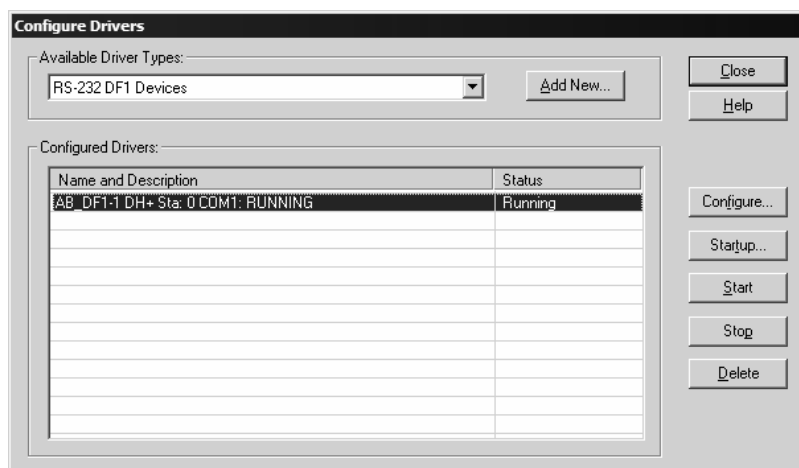 Configure Drivers
Available Driver Types:
RS-232 DF1 Devices
Add New...
Close
Help
Configured Drivers:
Name and Description
Status
AB_DF1-1 DH+ Sta: 0 COM1: RUNNING
Running
Configure...
Startup...
Start
Stop
Delete